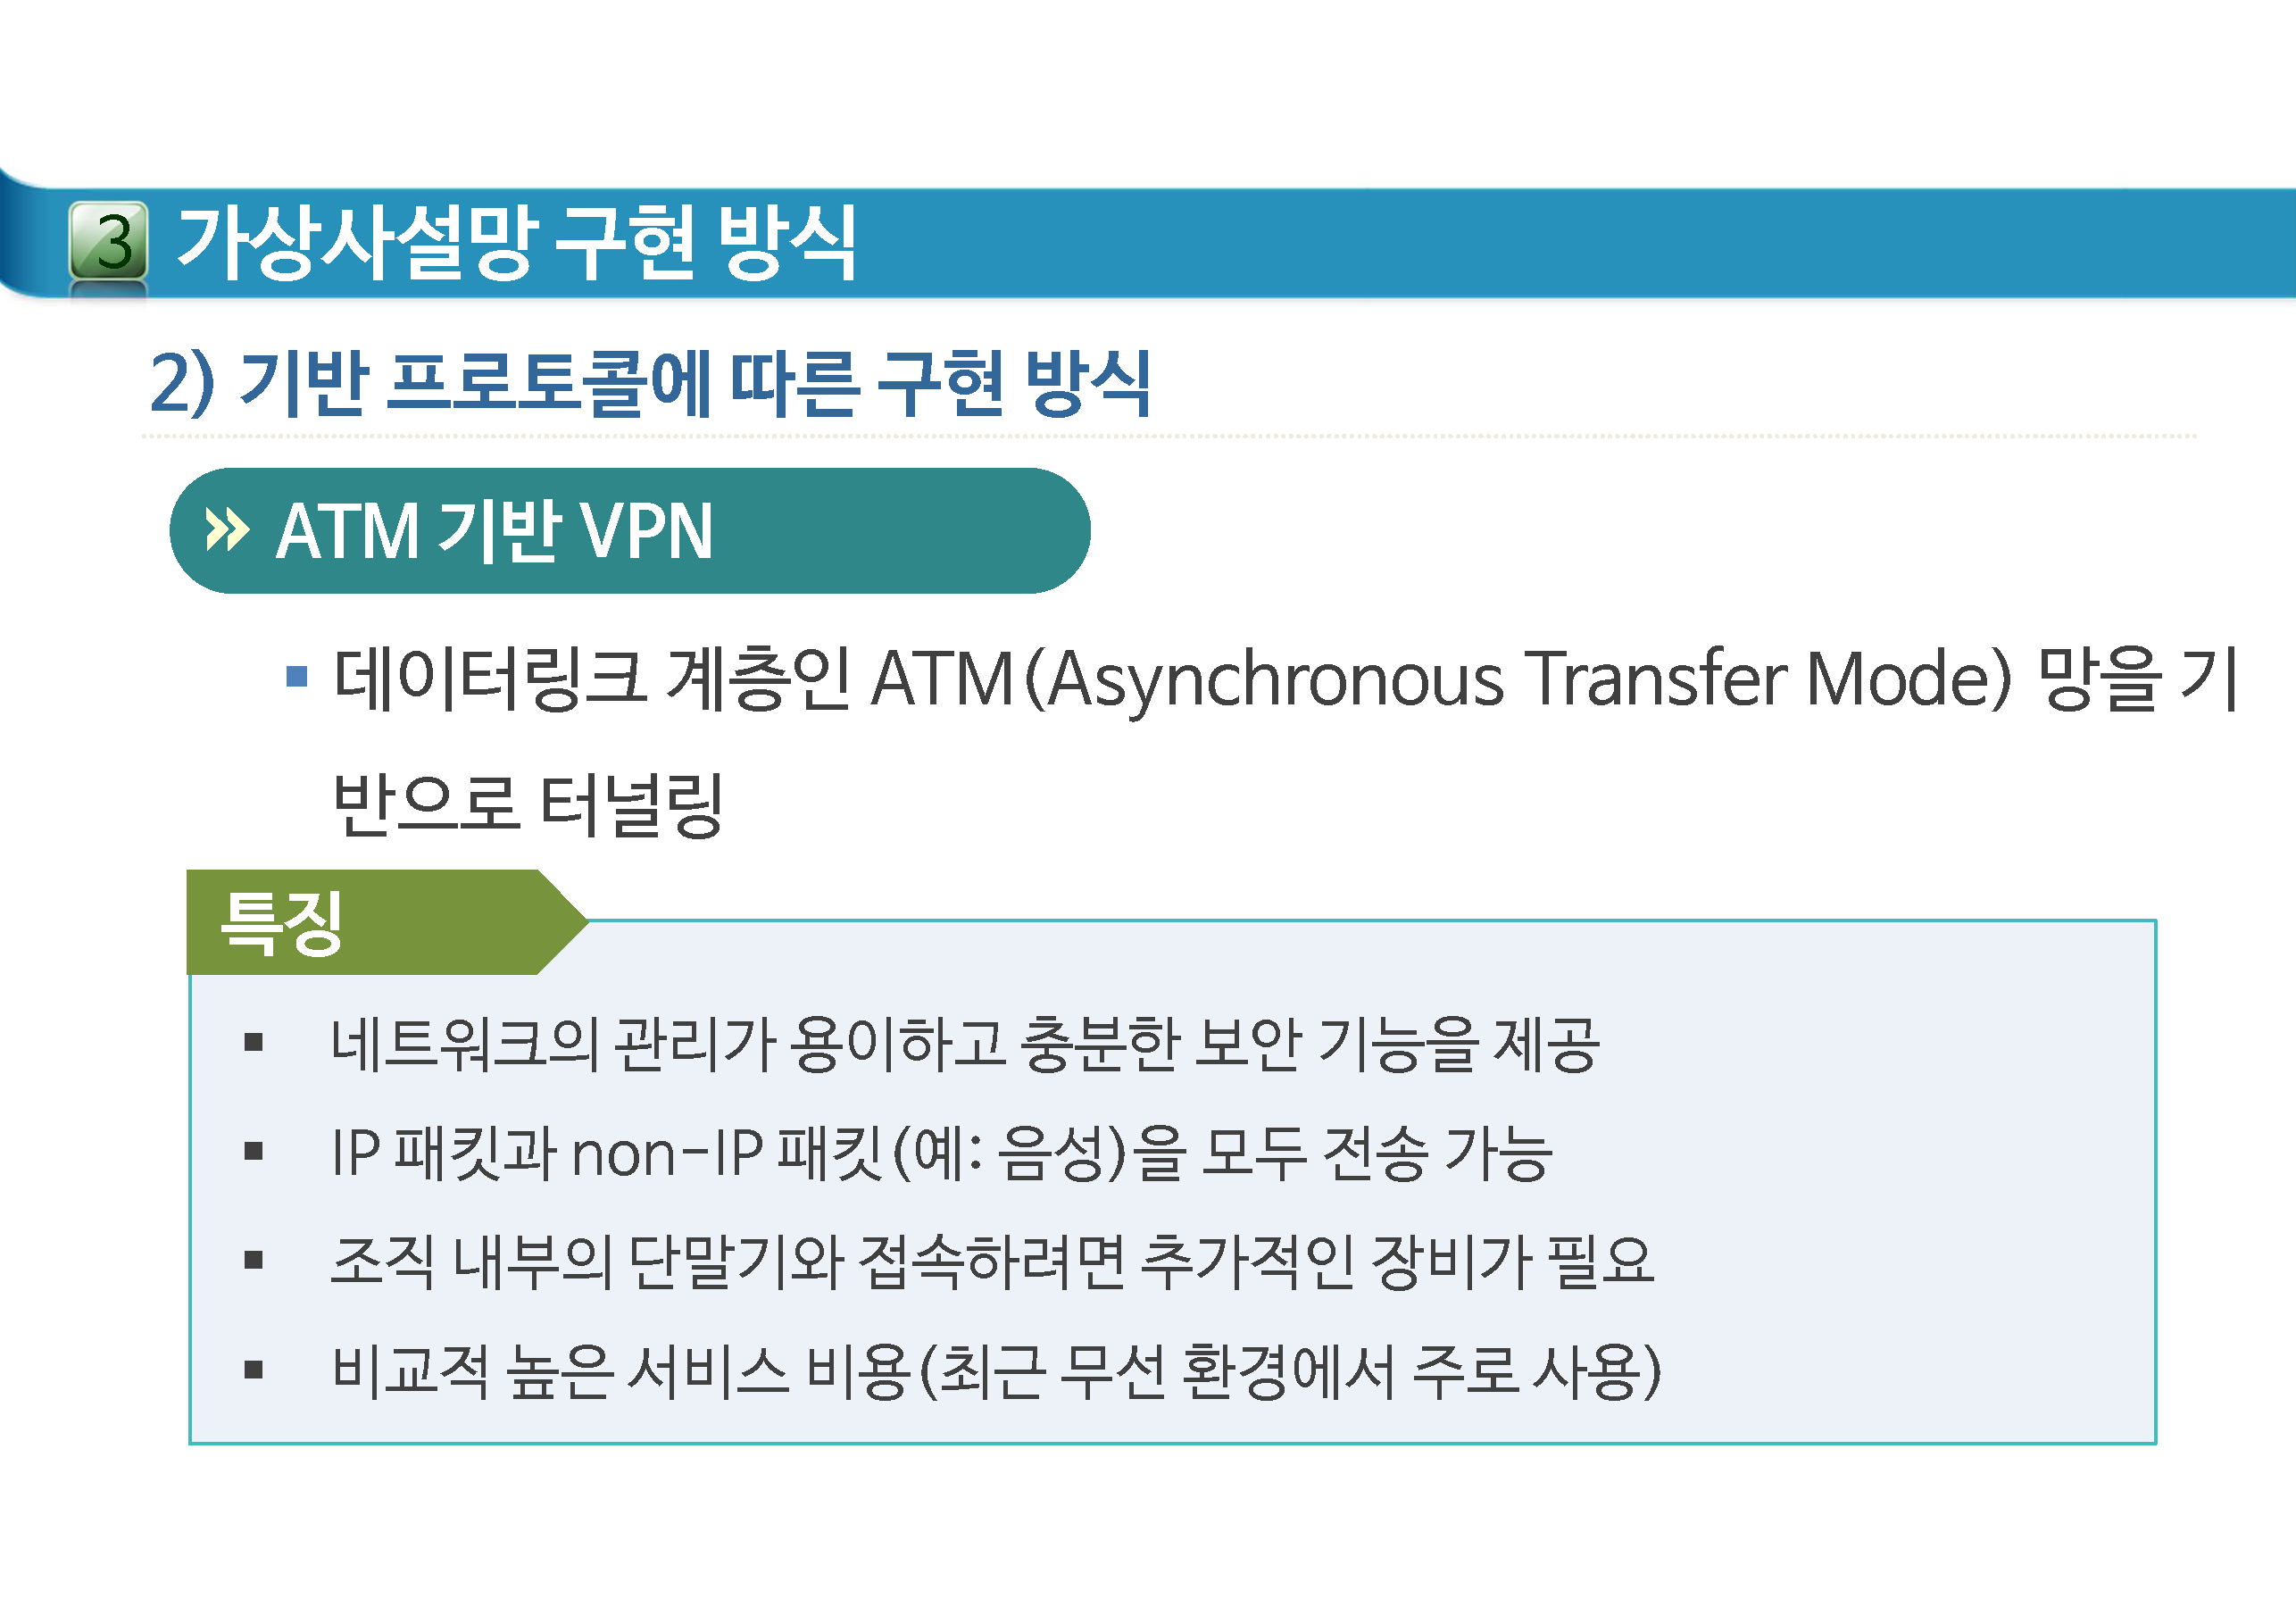 3 가상사설망 구현 방식
2) 기반 프로토콜에 따른 구현 방식
» ATM 기반 VPN
▪ 데이터링크 계층인 ATM(Asynchronous Transfer Mode) 망을 기
반으로 터널링
특징
▪ 네트워크의 관리가 용이하고 충분한 보안 기능을 제공
▪ IP 패킷과 non-IP 패킷(예: 음성)을 모두 전송 가능
▪ 조직 내부의 단말기와 접속하려면 추가적인 장비가 필요
▪ 비교적 높은 서비스 비용(최근 무선 환경에서 주로 사용)